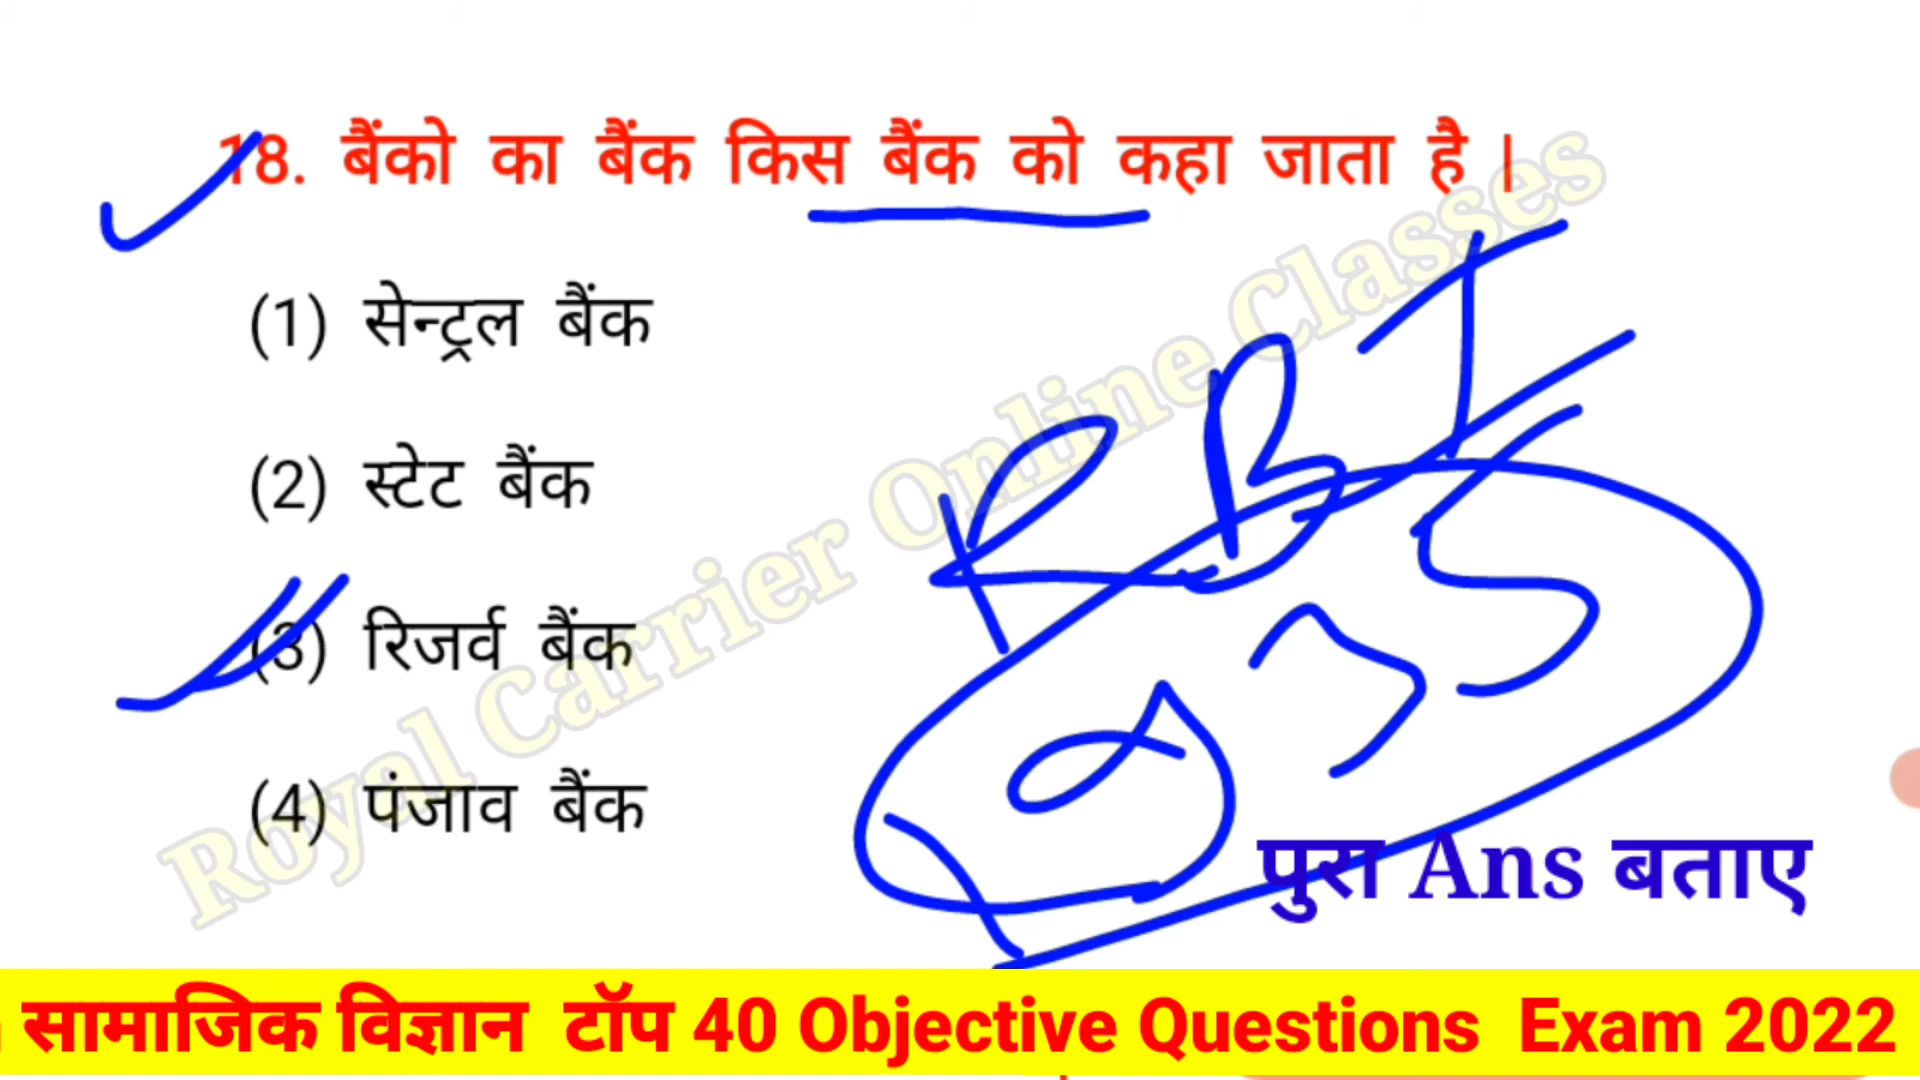 18. बैंको का बैंक किस बैंक को कहा जाता है |
(1) सेन्ट्रल बैंक
(2) स्टेट बैंक
(3) रिजर्व बैंक
(4) पंजाव बैंक
RBI
1935
Royal Carrier Online Classes
पुरा Ans बताए
सामाजिक विज्ञान टॉप 40 Objective Questions Exam 2022